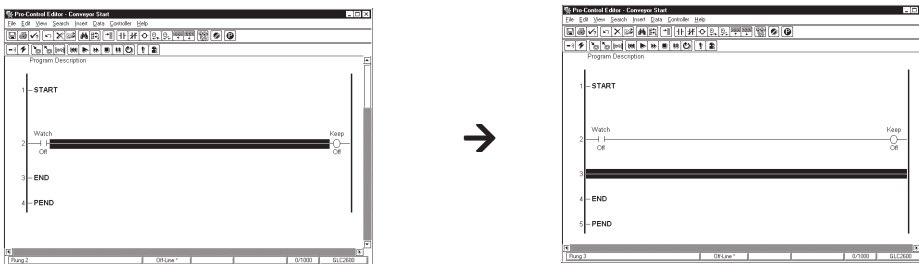 Pro-Control Editor - Conveyor Start
File Edit View Search Insert Data Controller Help
Program Description
1 START
Watch Keep
2
Off Off
3 END
4 PEND
Rung 2 Off-Line * 0/1000 GLC2600
Pro-Control Editor - Conveyor Start
File Edit View Search Insert Data Controller Help
Program Description
1 START
Watch Keep
2
Off Off
3
4 END
5 PEND
Rung 3 Off-Line * 0/1000 GLC2600